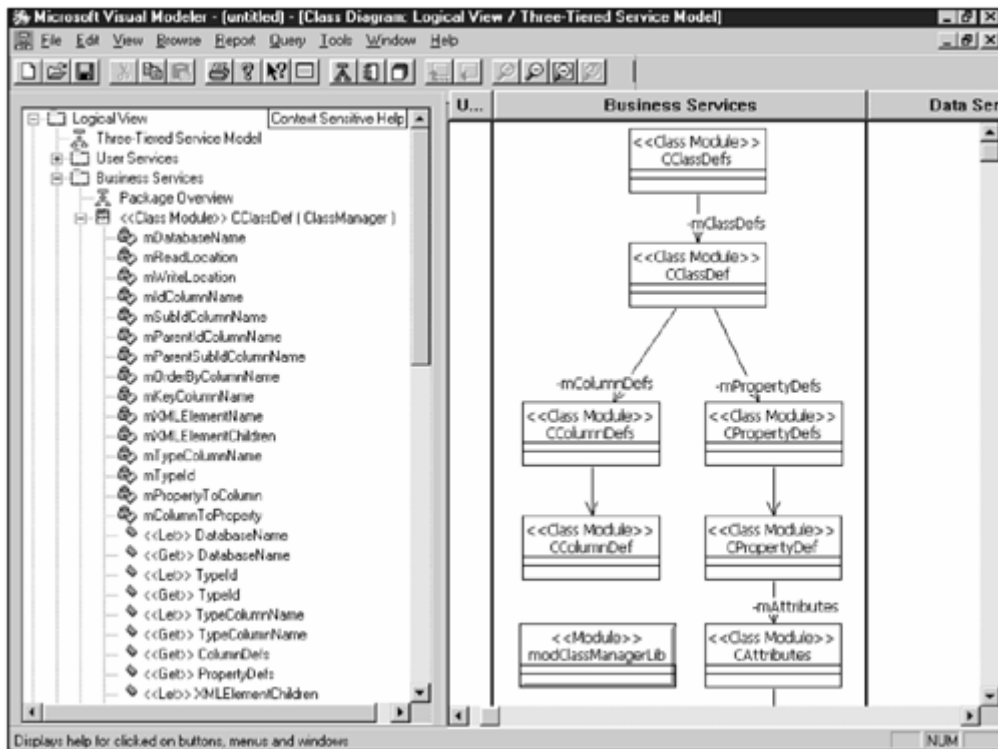 Microsoft Visual Modeler - (untitled) - [Class Diagram: Logical View / Three-Tiered Service Model]
File Edit View Browse Report Query Tools Window Help
Logical View
Context Sensitive Help
Three-Tiered Service Model
User Services
Business Services
Package Overview
<<Class Module>> CClassDef ( ClassManager )
mDatabaseName
mReadLocation
mWriteLocation
mIdColumnName
mSubIdColumnName
mParentIdColumnName
mParentSubIdColumnName
mOrderByColumnName
mKeyColumnName
mXMLElementName
mXMLElementChildren
mTypeColumnName
mTypeId
mPropertyToColumn
mColumnToProperty
<<Let>> DatabaseName
<<Get>> DatabaseName
<<Let>> TypeId
<<Get>> TypeId
<<Let>> TypeColumnName
<<Get>> TypeColumnName
<<Get>> ColumnDefs
<<Get>> PropertyDefs
<<Let>> XMLElementChildren
U... Business Services Data Ser
<<Class Module>>
CClassDefs
-mClassDefs
<<Class Module>>
CClassDef
-mColumnDefs
-mPropertyDefs
<<Class Module>>
CColumnDefs
<<Class Module>>
CPropertyDefs
<<Class Module>>
CColumnDef
<<Class Module>>
CPropertyDef
-mAttributes
<<Module>>
modClassManagerLib
<<Class Module>>
CAttributes
Displays help for clicked on buttons, menus and windows
NUM